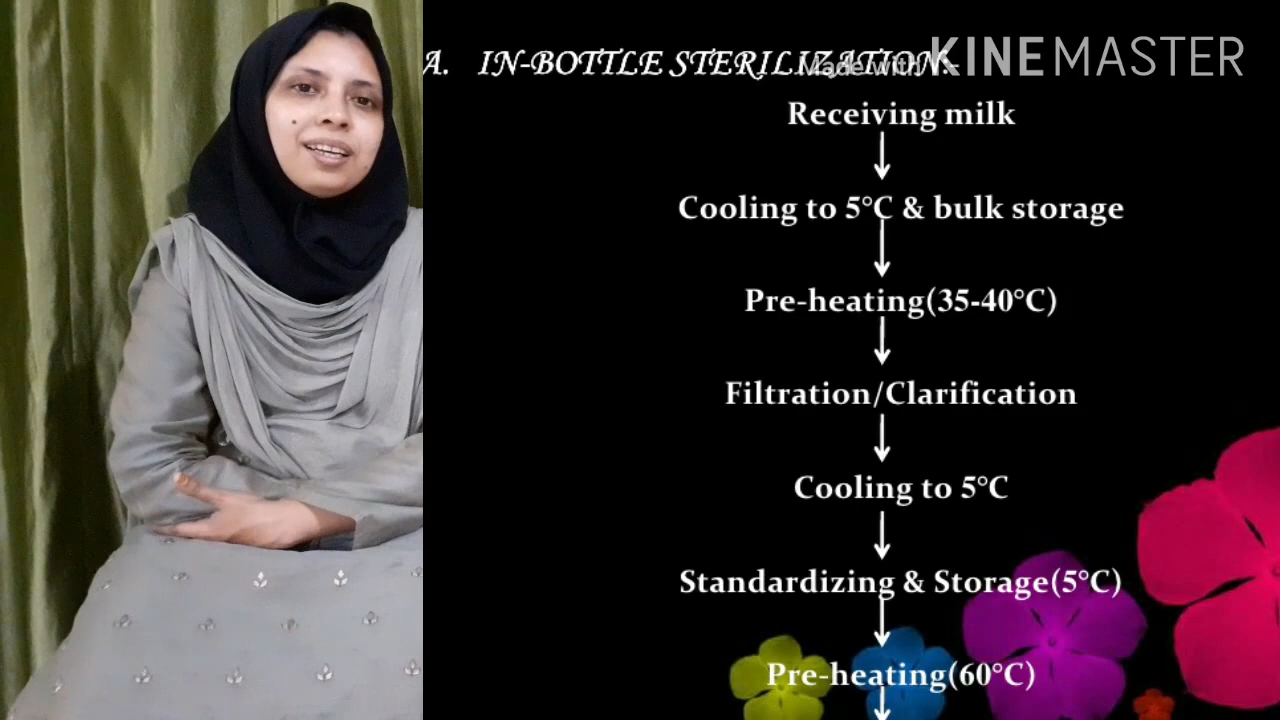 A. IN-BOTTLE STERILIZATION:-
Made with KINEMASTER
Receiving milk
Cooling to 5°C & bulk storage
Pre-heating(35-40°C)
Filtration/Clarification
Cooling to 5°C
Standardizing & Storage(5°C)
Pre-heating(60°C)